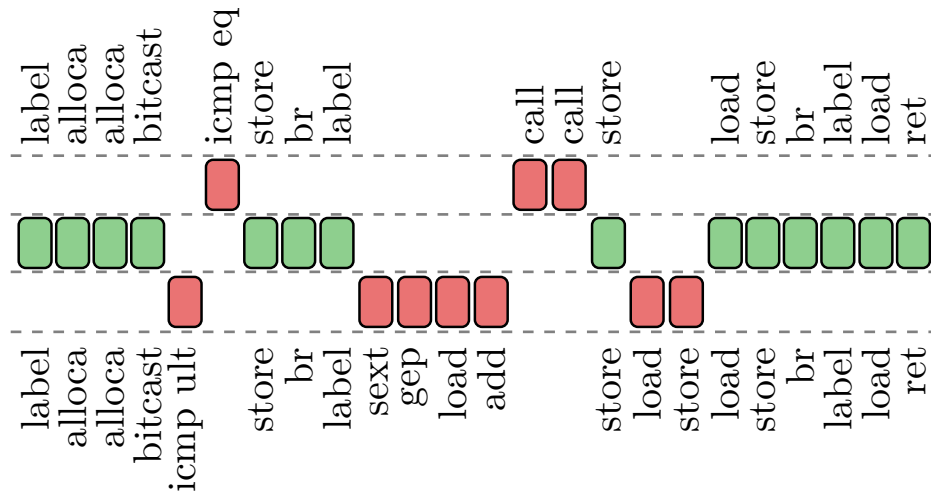 label
alloca
alloca
bitcast
icmp eq
store
br
label
call
call
store
load
store
br
label
load
ret
label
alloca
alloca
bitcast
icmp ult
store
br
label
sext
gep
load
add
store
load
store
load
store
br
label
load
ret